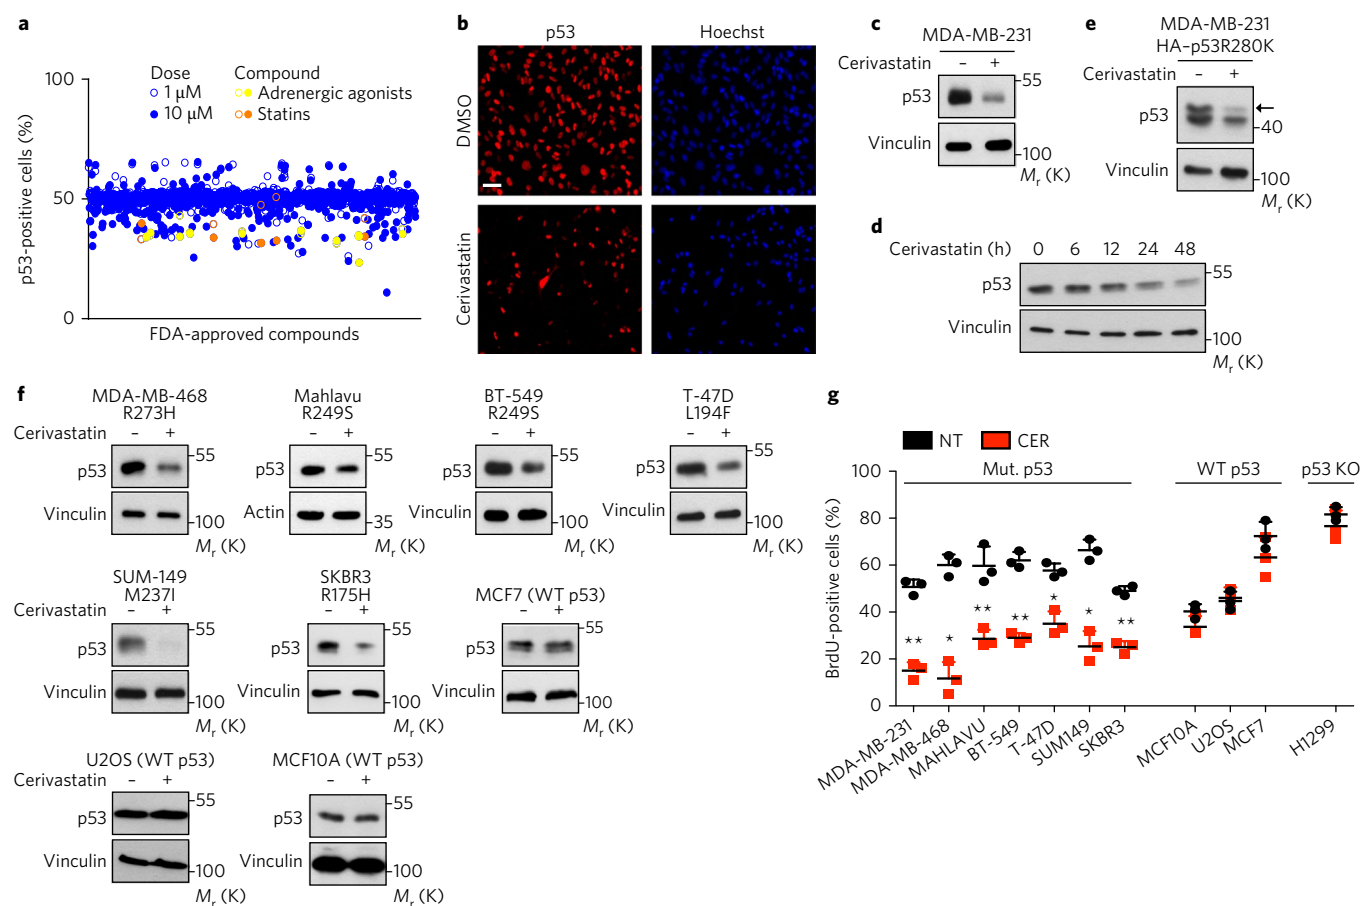 a
p53-positive cells (%)
100
50
0
Dose
1 μM
10 μM
Compound
Adrenergic agonists
Statins
FDA-approved compounds
b
p53
Hoechst
DMSO
Cerivastatin
c
MDA-MB-231
Cerivastatin – +
p53
55
Vinculin
100
Mr (K)
d
Cerivastatin (h) 0 6 12 24 48
p53
55
Vinculin
100
Mr (K)
e
MDA-MB-231
HA–p53R280K
Cerivastatin – +
p53
←
40
Vinculin
100
Mr (K)
f
MDA-MB-468
R273H
Cerivastatin – +
p53
55
Vinculin
100
Mr (K)
Mahlavu
R249S
– +
p53
55
Actin
35
Mr (K)
BT-549
R249S
– +
p53
55
Vinculin
100
Mr (K)
T-47D
L194F
– +
p53
55
Vinculin
100
Mr (K)
SUM-149
M237I
Cerivastatin – +
p53
55
Vinculin
100
Mr (K)
SKBR3
R175H
– +
p53
55
Vinculin
100
Mr (K)
MCF7 (WT p53)
– +
p53
55
Vinculin
100
Mr (K)
U2OS (WT p53)
Cerivastatin – +
p53
55
Vinculin
100
Mr (K)
MCF10A (WT p53)
– +
p53
55
Vinculin
100
Mr (K)
g
NT CER
Mut. p53 WT p53 p53 KO
BrdU-positive cells (%)
100
80
60
40
20
0
** * ** ** * * **
MDA-MB-231
MDA-MB-468
MAHLAVU
BT-549
T-47D
SUM149
SKBR3
MCF10A
U2OS
MCF7
H1299